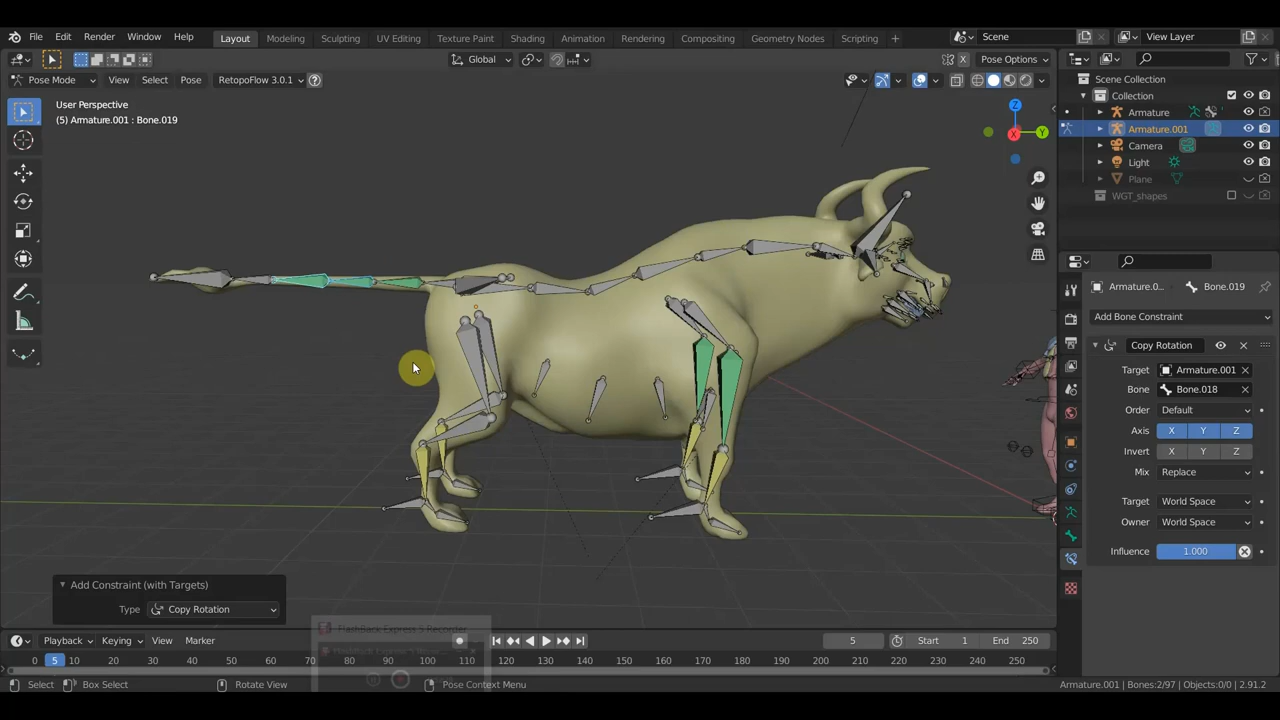 File Edit Render Window Help Layout Modeling Sculpting UV Editing Texture Paint Shading Animation Rendering Compositing Geometry Nodes Scripting + Scene View Layer
Global Pose Options
Pose Mode View Select Pose RetopoFlow 3.0.1
User Perspective
(5) Armature.001 : Bone.019
Z
Y
X
Scene Collection
Collection
Armature
Armature.001
Camera
Light
Plane
WGT_shapes
Armature.0... Bone.019
Add Bone Constraint
Copy Rotation
Target Armature.001
Bone Bone.018
Order Default
Axis X Y Z
Invert X Y Z
Mix Replace
Target World Space
Owner World Space
Influence 1.000
Add Constraint (with Targets)
Type Copy Rotation
FlashBack Express 5 Recorder
Playback Keying View Marker 5 Start 1 End 250
0 5 10 20 30 40 50 60 70 80 90 100 110 120 130 140 150 160 170 180 190 200 210 220 230 240 250
Select Box Select Rotate View Pose Context Menu Armature.001 | Bones:2/97 | Objects:0/0 | 2.91.2